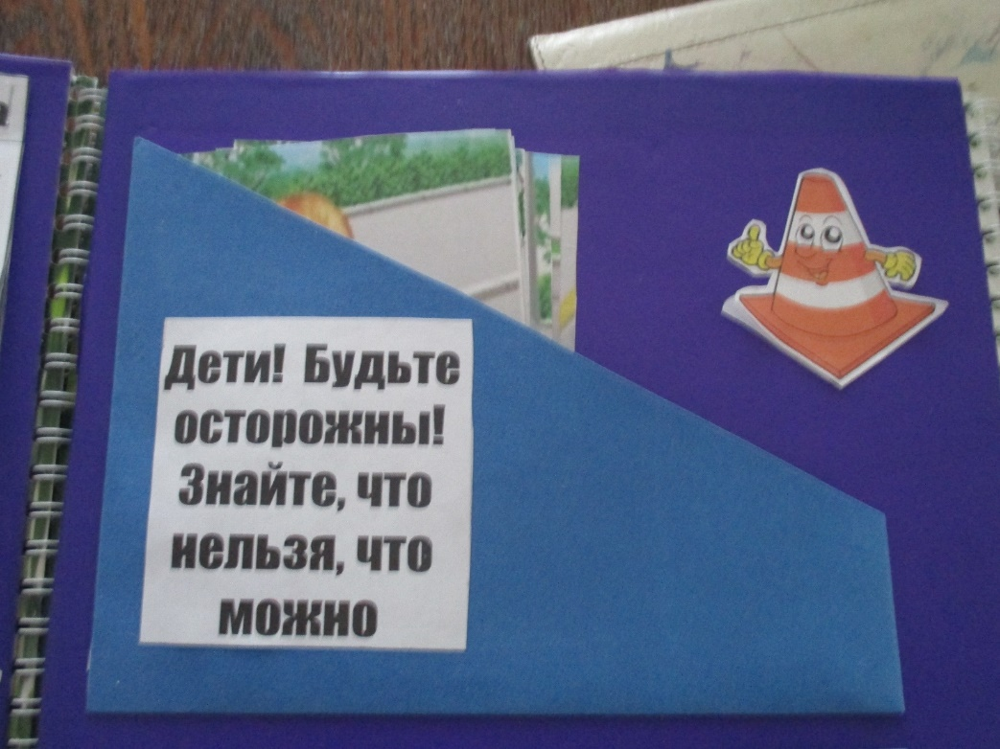 Дети! Будьте
осторожны!
Знайте, что
нельзя, что
можно